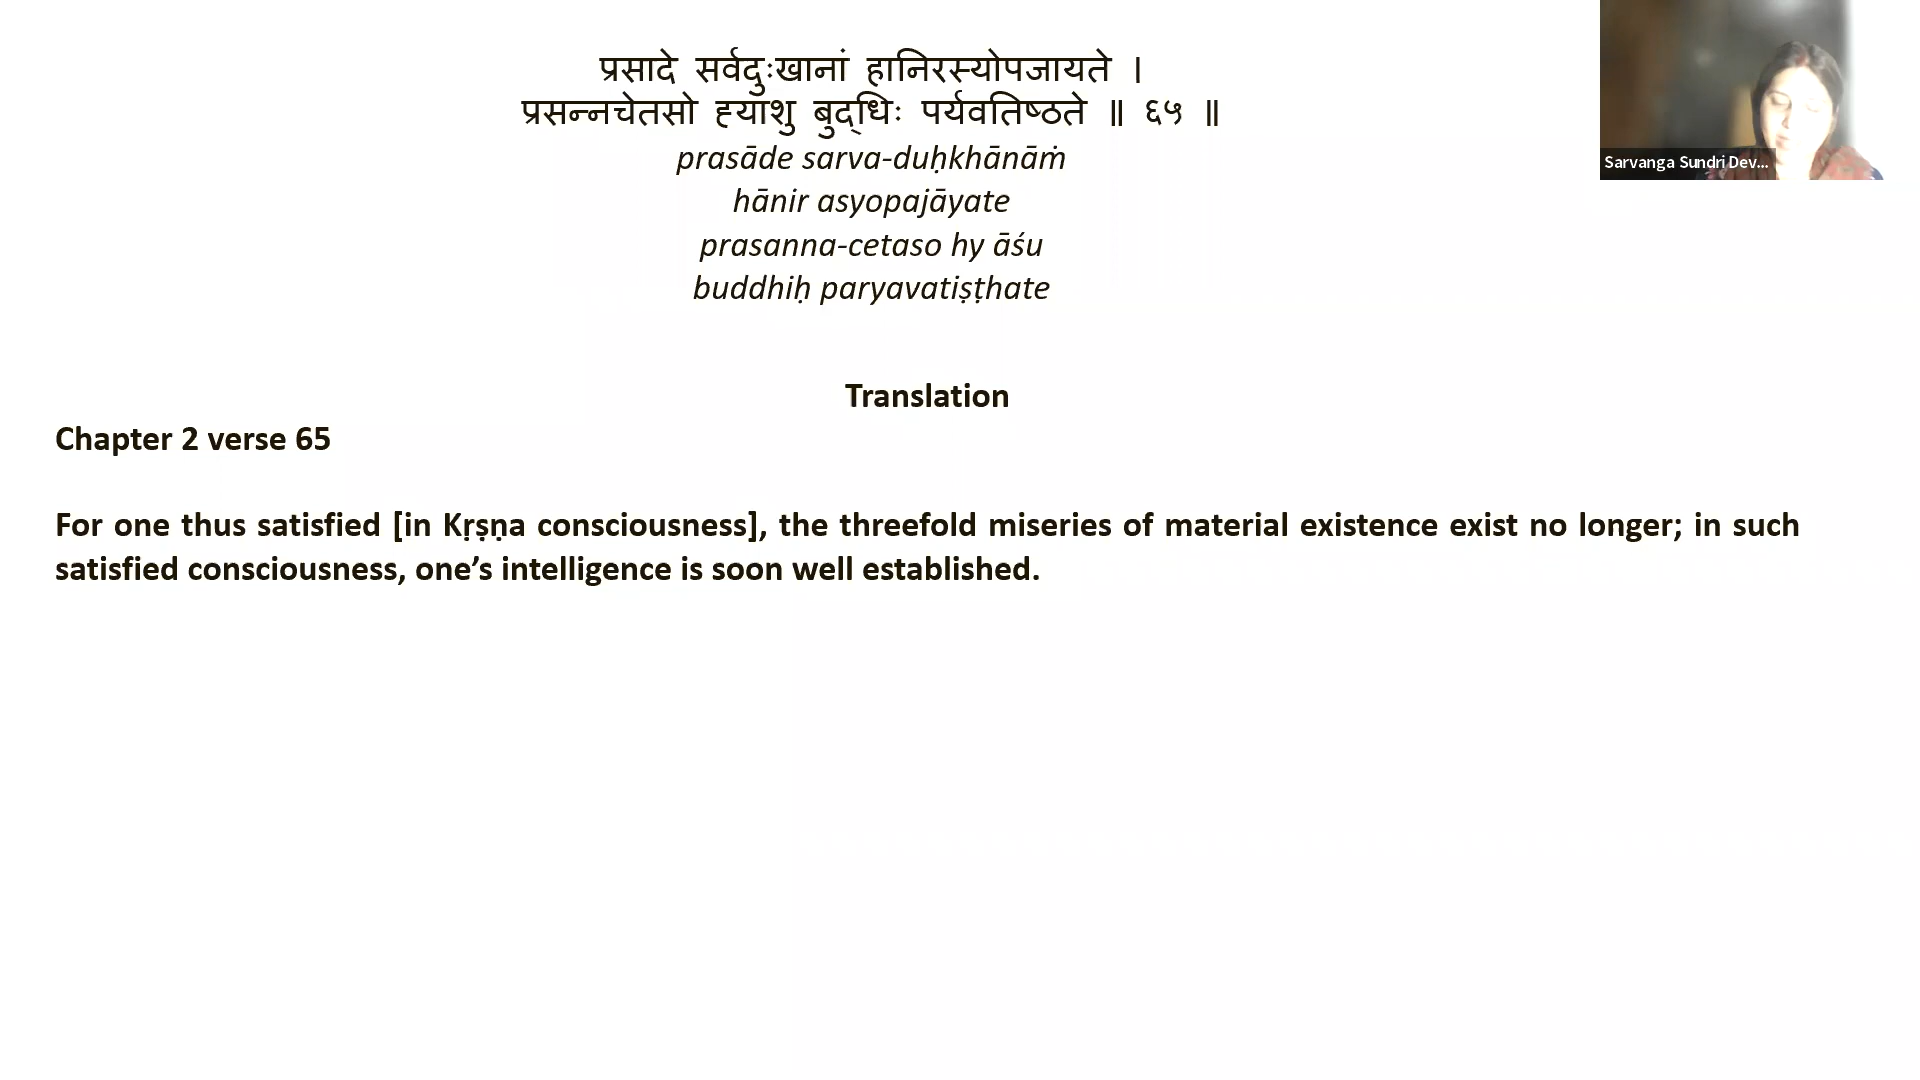 प्रसादे सर्वदुःखानां हानिरस्योपजायते ।
प्रसन्नचेतसो ह्याशु बुद्धिः पर्यवतिष्ठते ॥ ६५ ॥
prasāde sarva-duḥkhānāṁ
hānir asyopajāyate
prasanna-cetaso hy āśu
buddhiḥ paryavatiṣṭhate
Translation
Chapter 2 verse 65
For one thus satisfied [in Kṛṣṇa consciousness], the threefold miseries of material existence exist no longer; in such
satisfied consciousness, one’s intelligence is soon well established.
Sarvanga Sundri Dev...